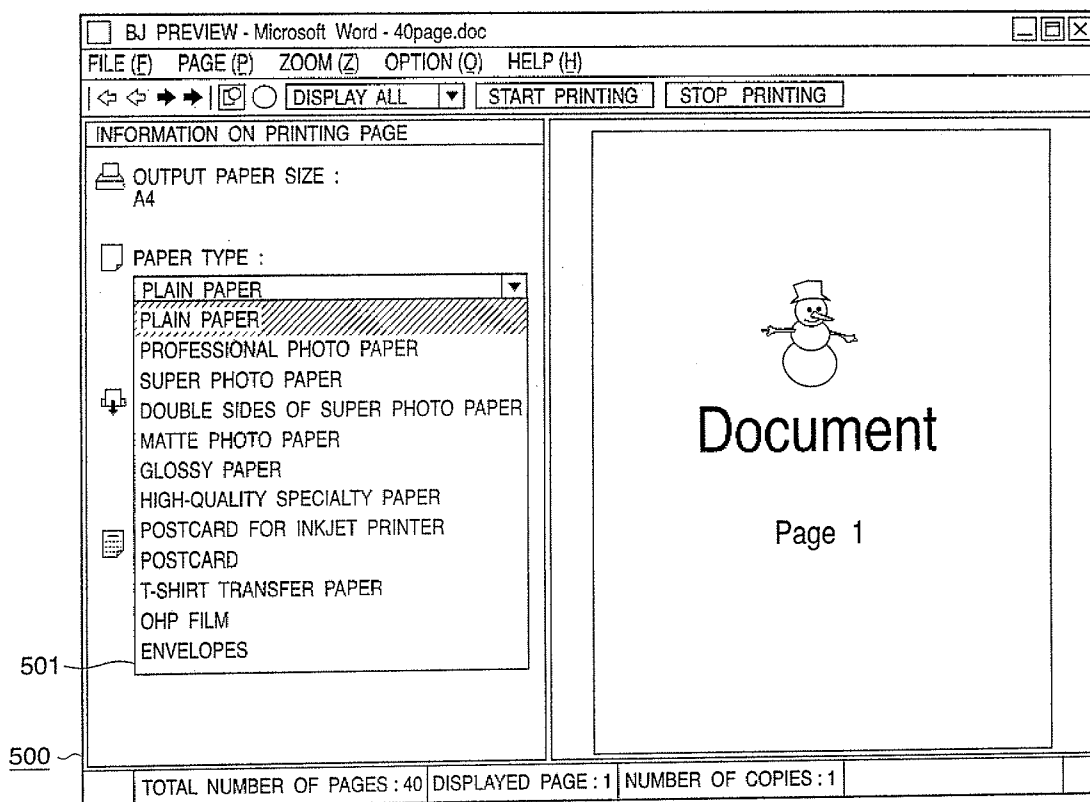 BJ PREVIEW - Microsoft Word - 40page.doc
FILE (F) PAGE (P) ZOOM (Z) OPTION (O) HELP (H)
DISPLAY ALL START PRINTING STOP PRINTING
INFORMATION ON PRINTING PAGE
OUTPUT PAPER SIZE :
A4
PAPER TYPE :
PLAIN PAPER
PLAIN PAPER
PROFESSIONAL PHOTO PAPER
SUPER PHOTO PAPER
DOUBLE SIDES OF SUPER PHOTO PAPER
MATTE PHOTO PAPER
GLOSSY PAPER
HIGH-QUALITY SPECIALTY PAPER
POSTCARD FOR INKJET PRINTER
POSTCARD
T-SHIRT TRANSFER PAPER
OHP FILM
ENVELOPES
501
500
Document
Page 1
TOTAL NUMBER OF PAGES : 40 DISPLAYED PAGE : 1 NUMBER OF COPIES : 1